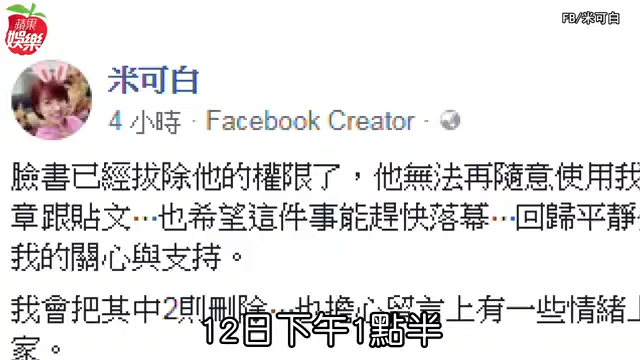 蘋果
娛樂
FB/米可白
米可白
4 小時 · Facebook Creator ·
臉書已經拔除他的權限了，他無法再隨意使用我
章跟貼文…也希望這件事能趕快落幕…回歸平靜
我的關心與支持。
我會把其中2則刪除…也擔心留言上有一些情緒
家。
12日下午1點半